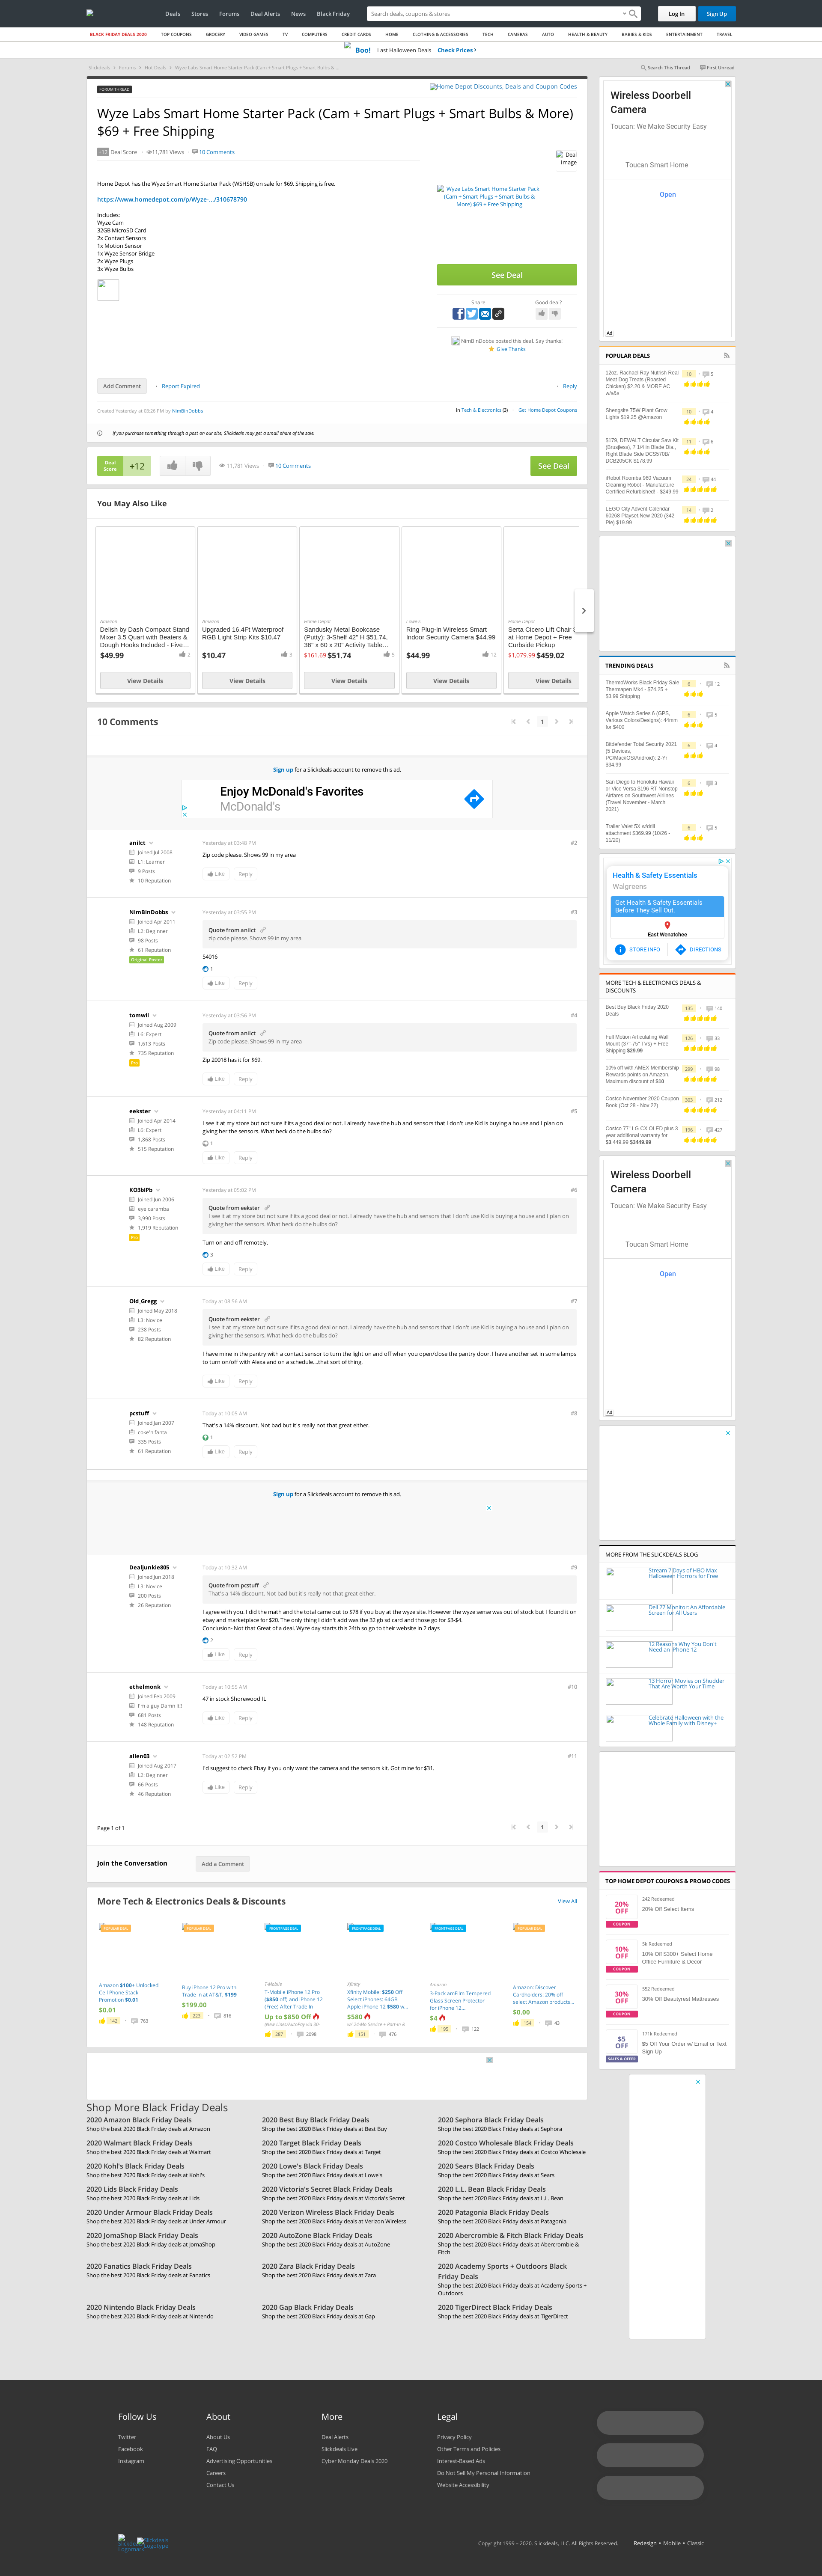 Deals
Stores
Forums
Deal Alerts
News
Black Friday
Search deals, coupons & stores
Log In
Sign Up
BLACK FRIDAY DEALS 2020
TOP COUPONS
GROCERY
VIDEO GAMES
TV
COMPUTERS
CREDIT CARDS
HOME
CLOTHING & ACCESSORIES
TECH
CAMERAS
AUTO
HEALTH & BEAUTY
BABIES & KIDS
ENTERTAINMENT
TRAVEL
Boo! Last Halloween Deals Check Prices
Slickdeals > Forums > Hot Deals > Wyze Labs Smart Home Starter Pack (Cam + Smart Plugs + Smart Bulbs & ...
Search This Thread
First Unread
FORUM THREAD
Home Depot Discounts, Deals and Coupon Codes
Wyze Labs Smart Home Starter Pack (Cam + Smart Plugs + Smart Bulbs & More)
$69 + Free Shipping
+12 Deal Score
11,781 Views
10 Comments
Deal
Image
Home Depot has the Wyze Smart Home Starter Pack (WSHSB) on sale for $69. Shipping is free.
https://www.homedepot.com/p/Wyze-.../310678790
Includes:
Wyze Cam
32GB MicroSD Card
2x Contact Sensors
1x Motion Sensor
1x Wyze Sensor Bridge
2x Wyze Plugs
3x Wyze Bulbs
Wyze Labs Smart Home Starter Pack
(Cam + Smart Plugs + Smart Bulbs &
More) $69 + Free Shipping
See Deal
Share
Good deal?
NimBinDobbs posted this deal. Say thanks!
Give Thanks
Add Comment
Report Expired
Reply
Created Yesterday at 03:26 PM by NimBinDobbs
in Tech & Electronics (3)
Get Home Depot Coupons
If you purchase something through a post on our site, Slickdeals may get a small share of the sale.
Deal
Score
+12
11,781 Views
10 Comments
See Deal
You May Also Like
Amazon
Delish by Dash Compact Stand
Mixer 3.5 Quart with Beaters &
Dough Hooks Included - Five...
$49.99
2
View Details
Amazon
Upgraded 16.4Ft Waterproof
RGB Light Strip Kits $10.47
$10.47
3
View Details
Home Depot
Sandusky Metal Bookcase
(Putty): 3-Shelf 42" H $51.74,
36" x 60 x 20" Activity Table...
$161.69 $51.74
5
View Details
Lowe's
Ring Plug-In Wireless Smart
Indoor Security Camera $44.99
$44.99
12
View Details
Home Depot
Serta Cicero Lift Chair
at Home Depot + Free
Curbside Pickup
$1,079.99 $459.02
View Details
10 Comments
1
Sign up for a Slickdeals account to remove this ad.
Enjoy McDonald's Favorites
McDonald's
anilct
Joined Jul 2008
L1: Learner
9 Posts
10 Reputation
Yesterday at 03:48 PM
#2
Zip code please. Shows 99 in my area
Like
Reply
NimBinDobbs
Joined Apr 2011
L2: Beginner
98 Posts
61 Reputation
Original Poster
Yesterday at 03:55 PM
#3
Quote from anilct
zip code please. Shows 99 in my area
54016
1
Like
Reply
tomwil
Joined Aug 2009
L6: Expert
1,613 Posts
735 Reputation
Pro
Yesterday at 03:56 PM
#4
Quote from anilct
Zip code please. Shows 99 in my area
Zip 20018 has it for $69.
Like
Reply
eekster
Joined Apr 2014
L6: Expert
1,868 Posts
515 Reputation
Yesterday at 04:11 PM
#5
I see it at my store but not sure if its a good deal or not. I already have the hub and sensors that I don't use Kid is buying a house and I plan on
giving her the sensors. What heck do the bulbs do?
1
Like
Reply
KO3bIPb
Joined Jun 2006
eye caramba
3,990 Posts
1,919 Reputation
Pro
Yesterday at 05:02 PM
#6
Quote from eekster
I see it at my store but not sure if its a good deal or not. I already have the hub and sensors that I don't use Kid is buying a house and I plan on
giving her the sensors. What heck do the bulbs do?
Turn on and off remotely.
3
Like
Reply
Old_Gregg
Joined May 2018
L3: Novice
238 Posts
82 Reputation
Today at 08:56 AM
#7
Quote from eekster
I see it at my store but not sure if its a good deal or not. I already have the hub and sensors that I don't use Kid is buying a house and I plan on
giving her the sensors. What heck do the bulbs do?
I have mine in the pantry with a contact sensor to turn the light on and off when you open/close the pantry door. I have another set in some lamps
to turn on/off with Alexa and on a schedule....that sort of thing.
Like
Reply
pcstuff
Joined Jan 2007
coke'n fanta
335 Posts
61 Reputation
Today at 10:05 AM
#8
That's a 14% discount. Not bad but it's really not that great either.
1
Like
Reply
Sign up for a Slickdeals account to remove this ad.
Dealjunkie805
Joined Jun 2018
L3: Novice
200 Posts
26 Reputation
Today at 10:32 AM
#9
Quote from pcstuff
That's a 14% discount. Not bad but it's really not that great either.
I agree with you. I did the math and the total came out to $78 if you buy at the wyze site. However the wyze sense was out of stock but I found it ot
ebay and marketplace for $20. The only thing I didn't add was the 32 gb sd card and those go for $3-$4.
Conclusion- Not that Great of a deal. Wyze day starts this 24th so go to their website in 2 days
2
Like
Reply
ethelmonk
Joined Feb 2009
I'm a guy Damn it!!
681 Posts
148 Reputation
Today at 10:55 AM
#10
47 in stock Shorewood IL
Like
Reply
allen03
Joined Aug 2017
L2: Beginner
66 Posts
46 Reputation
Today at 02:52 PM
#11
I'd suggest to check Ebay if you only want the camera and the sensors kit. Got mine for $31.
Like
Reply
Page 1 of 1
1
Join the Conversation
Add a Comment
More Tech & Electronics Deals & Discounts
View All
POPULAR DEAL
Amazon $100+ Unlocked
Cell Phone Stack
Promotion $0.01
$0.01
142
763
POPULAR DEAL
Buy iPhone 12 Pro with
Trade in at AT&T, $199
$199.00
223
816
FRONTPAGE DEAL
T-Mobile
T-Mobile iPhone 12 Pro
($850 off) and iPhone 12
(Free) After Trade In
Up to $850 Off
287
2098
FRONTPAGE DEAL
Xfinity
Xfinity Mobile: $250 Off
Select iPhones: 64GB
Apple iPhone 12 $580 w...
$580
w/ 24-Mo Service + Port-in &
151
476
FRONTPAGE DEAL
Amazon
3-Pack amFilm Tempered
Glass Screen Protector
for iPhone 12...
$4
195
122
POPULAR DEAL
Amazon: Discover
Cardholders: 20% off
select Amazon products...
$0.00
154
43
Shop More Black Friday Deals
2020 Amazon Black Friday Deals
Shop the best 2020 Black Friday deals at Amazon
2020 Best Buy Black Friday Deals
Shop the best 2020 Black Friday deals at Best Buy
2020 Sephora Black Friday Deals
Shop the best 2020 Black Friday deals at Sephora
2020 Walmart Black Friday Deals
Shop the best 2020 Black Friday deals at Walmart
2020 Target Black Friday Deals
Shop the best 2020 Black Friday deals at Target
2020 Costco Wholesale Black Friday Deals
Shop the best 2020 Black Friday deals at Costco Wholesale
2020 Kohl's Black Friday Deals
Shop the best 2020 Black Friday deals at Kohl's
2020 Lowe's Black Friday Deals
Shop the best 2020 Black Friday deals at Lowe's
2020 Sears Black Friday Deals
Shop the best 2020 Black Friday deals at Sears
2020 Lids Black Friday Deals
Shop the best 2020 Black Friday deals at Lids
2020 Victoria's Secret Black Friday Deals
Shop the best 2020 Black Friday deals at Victoria's Secret
2020 L.L. Bean Black Friday Deals
Shop the best 2020 Black Friday deals at L.L. Bean
2020 Under Armour Black Friday Deals
Shop the best 2020 Black Friday deals at Under Armour
2020 Verizon Wireless Black Friday Deals
Shop the best 2020 Black Friday deals at Verizon Wireless
2020 Patagonia Black Friday Deals
Shop the best 2020 Black Friday deals at Patagonia
2020 JomaShop Black Friday Deals
Shop the best 2020 Black Friday deals at JomaShop
2020 AutoZone Black Friday Deals
Shop the best 2020 Black Friday deals at AutoZone
2020 Abercrombie & Fitch Black Friday Deals
Shop the best 2020 Black Friday deals at Abercrombie &
Fitch
2020 Fanatics Black Friday Deals
Shop the best 2020 Black Friday deals at Fanatics
2020 Zara Black Friday Deals
Shop the best 2020 Black Friday deals at Zara
2020 Academy Sports + Outdoors Black
Friday Deals
Shop the best 2020 Black Friday deals at Academy Sports +
Outdoors
2020 Nintendo Black Friday Deals
Shop the best 2020 Black Friday deals at Nintendo
2020 Gap Black Friday Deals
Shop the best 2020 Black Friday deals at Gap
2020 TigerDirect Black Friday Deals
Shop the best 2020 Black Friday deals at TigerDirect
Wireless Doorbell
Camera
Toucan: We Make Security Easy
Toucan Smart Home
Open
Ad
POPULAR DEALS
12oz. Rachael Ray Nutrish Real
Meat Dog Treats (Roasted
Chicken) $2.20 & MORE AC
w/s&s
10
5
Shengsite 75W Plant Grow
Lights $19.25 @Amazon
10
4
$179, DEWALT Circular Saw Kit
(Brusjless), 7 1/4 in Blade Dia.,
Right Blade Side DCS570B/
DCB205CK $178.99
11
6
iRobot Roomba 960 Vacuum
Cleaning Robot - Manufacture
Certified Refurbished! - $249.99
24
44
LEGO City Advent Calendar
60268 Playset,New 2020 (342
Pie) $19.99
14
2
TRENDING DEALS
ThermoWorks Black Friday Sale
Thermapen Mk4 - $74.25 +
$3.99 Shipping
6
12
Apple Watch Series 6 (GPS,
Various Colors/Designs): 44mm
for $400
6
5
Bitdefender Total Security 2021
(5 Devices,
PC/Mac/iOS/Android): 2-Yr
$34.99
6
4
San Diego to Honolulu Hawaii
or Vice Versa $196 RT Nonstop
Airfares on Southwest Airlines
(Travel November - March
2021)
6
3
Trailer Valet 5X w/drill
attachment $369.99 (10/26 -
11/20)
6
5
Health & Safety Essentials
Walgreens
Get Health & Safety Essentials
Before They Sell Out.
East Wenatchee
STORE INFO
DIRECTIONS
MORE TECH & ELECTRONICS DEALS &
DISCOUNTS
Best Buy Black Friday 2020
Deals
135
140
Full Motion Articulating Wall
Mount (37"-75" TVs) + Free
Shipping $29.99
126
33
10% off with AMEX Membership
Rewards points on Amazon.
Maximum discount of $10
299
98
Costco November 2020 Coupon
Book (Oct 28 - Nov 22)
303
212
Costco 77" LG CX OLED plus 3
year additional warranty for
$3,449.99 $3449.99
196
427
Wireless Doorbell
Camera
Toucan: We Make Security Easy
Toucan Smart Home
Open
Ad
MORE FROM THE SLICKDEALS BLOG
Stream 7 Days of HBO Max
Halloween Horrors for Free
Dell 27 Monitor: An Affordable
Screen for All Users
12 Reasons Why You Don't
Need an iPhone 12
13 Horror Movies on Shudder
That Are Worth Your Time
Celebrate Halloween with the
Whole Family with Disney+
TOP HOME DEPOT COUPONS & PROMO CODES
20%
OFF
COUPON
242 Redeemed
20% Off Select Items
10%
OFF
COUPON
5k Redeemed
10% Off $300+ Select Home
Office Furniture & Decor
30%
OFF
COUPON
552 Redeemed
30% Off Beautyrest Mattresses
$5
OFF
SALES & OFFER
1716 Redeemed
$5 Off Your Order w/ Email or Text
Sign Up
Follow Us
Twitter
Facebook
Instagram
About
About Us
FAQ
Advertising Opportunities
Careers
Contact Us
More
Deal Alerts
Slickdeals Live
Cyber Monday Deals 2020
Legal
Privacy Policy
Other Terms and Policies
Interest-Based Ads
Do Not Sell My Personal Information
Website Accessibility
Slickdeals
Logomark
Slickdeals
Logotype
Copyright 1999 – 2020. Slickdeals, LLC. All Rights Reserved.
Redesign • Mobile • Classic